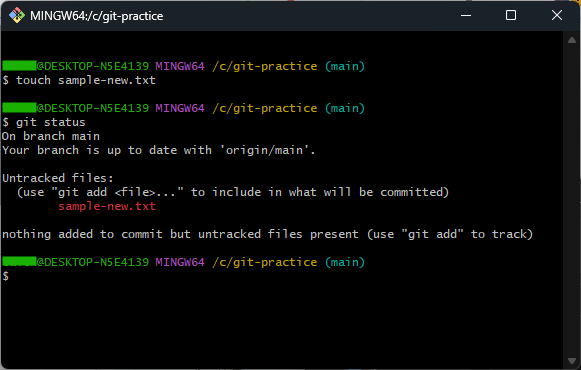 MINGW64:/c/git-practice
@DESKTOP-N5E4139 MINGW64 /c/git-practice (main)
$ touch sample-new.txt
@DESKTOP-N5E4139 MINGW64 /c/git-practice (main)
$ git status
On branch main
Your branch is up to date with 'origin/main'.
Untracked files:
(use "git add <file>..." to include in what will be committed)
sample-new.txt
nothing added to commit but untracked files present (use "git add" to track)
@DESKTOP-N5E4139 MINGW64 /c/git-practice (main)
$